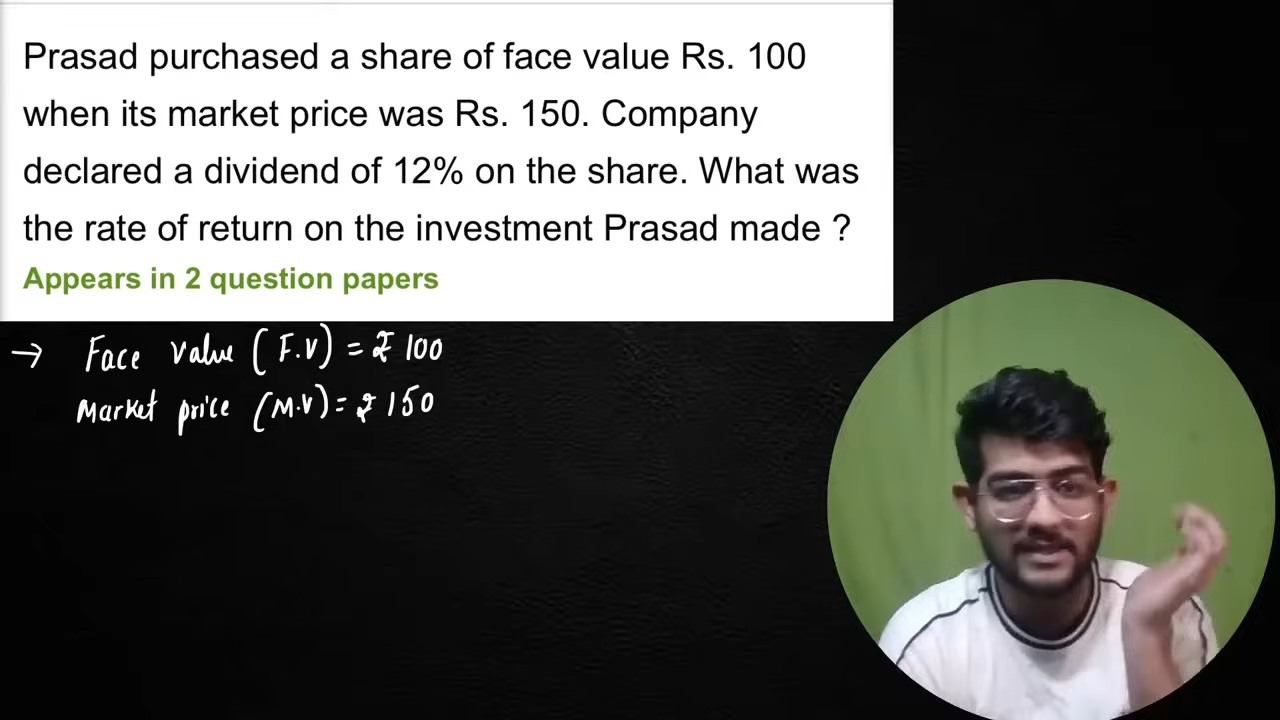 Prasad purchased a share of face value Rs. 100
when its market price was Rs. 150. Company
declared a dividend of 12% on the share. What was
the rate of return on the investment Prasad made ?
Appears in 2 question papers
→ Face value (F.V) = ₹ 100
Market price (M.V) = ₹ 150